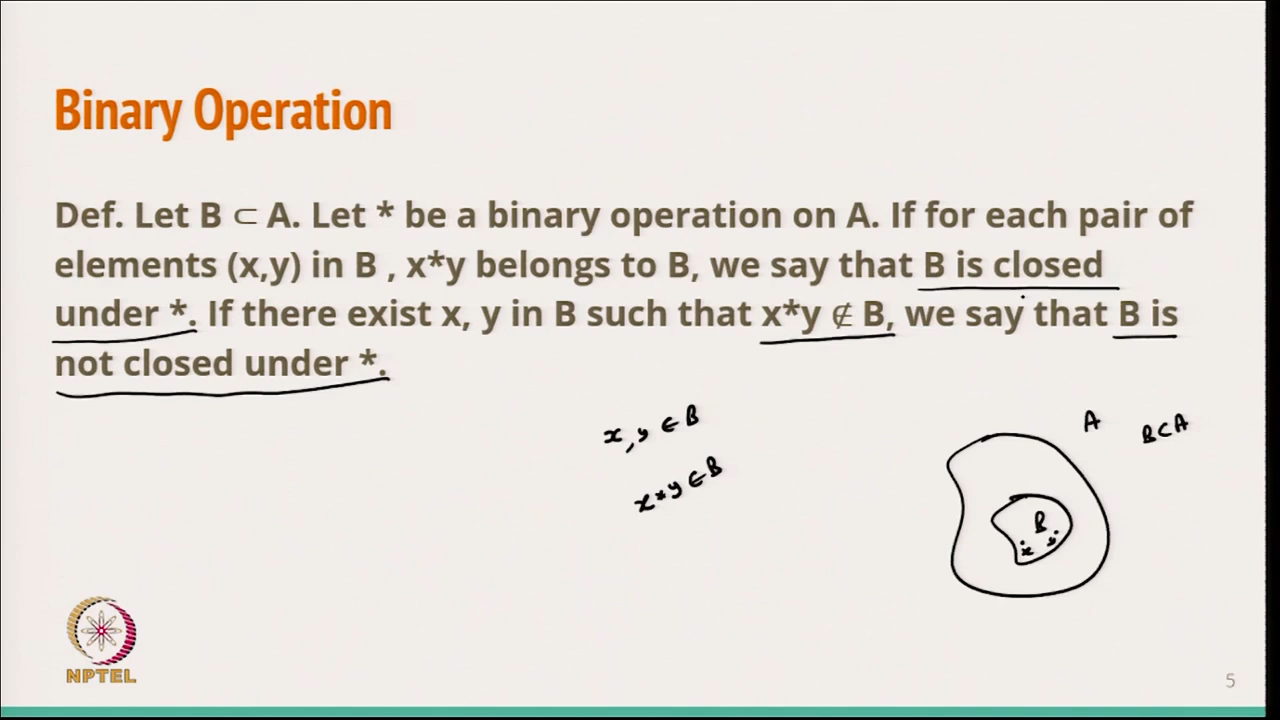 Binary Operation
Def. Let B ⊂ A. Let * be a binary operation on A. If for each pair of
elements (x,y) in B , x*y belongs to B, we say that B is closed
under *. If there exist x, y in B such that x*y ∉ B, we say that B is
not closed under *.
x, y ∈ B
x*y ∈ B
A
B⊂A
B
x y
NPTEL
5